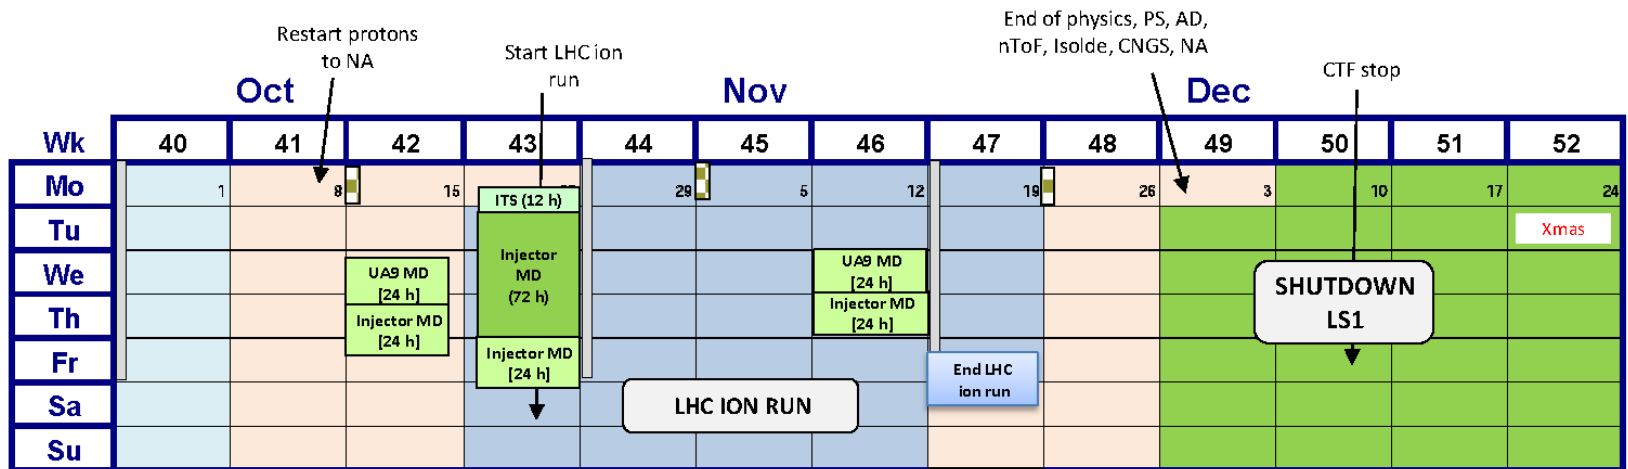 Restart protons
to NA
Start LHC ion
run
End of physics, PS, AD,
nToF, Isolde, CNGS, NA
CTF stop
Oct Nov Dec
Wk 40 41 42 43 44 45 46 47 48 49 50 51 52
Mo 1 8 15 29 5 12 19 26 3 10 17 24
ITS (12 h)
Tu Xmas
Injector
MD
(72 h)
We
UA9 MD
[24 h]
UA9 MD
[24 h]
SHUTDOWN
LS1
Th
Injector MD
[24 h]
Injector MD
[24 h]
Fr
Injector MD
[24 h]
End LHC
ion run
Sa
LHC ION RUN
Su